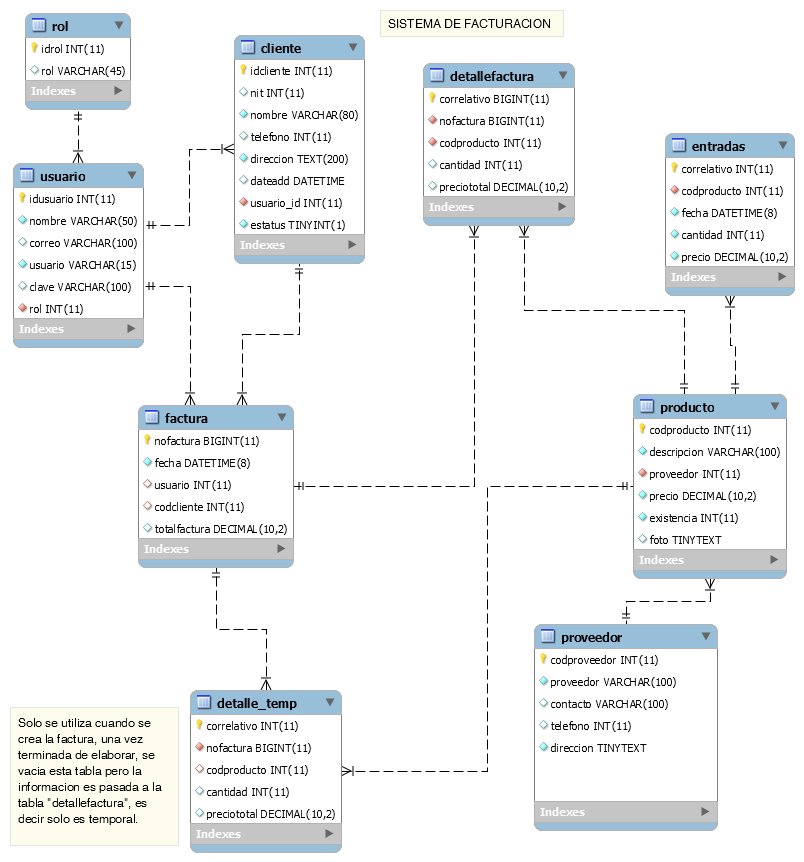 SISTEMA DE FACTURACION
rol
idrol INT(11)
rol VARCHAR(45)
Indexes
cliente
idcliente INT(11)
nit INT(11)
nombre VARCHAR(80)
telefono INT(11)
direccion TEXT(200)
dateadd DATETIME
usuario_id INT(11)
estatus TINYINT(1)
Indexes
detallefactura
correlativo BIGINT(11)
nofactura BIGINT(11)
codproducto INT(11)
cantidad INT(11)
preciototal DECIMAL(10,2)
Indexes
entradas
correlativo INT(11)
codproducto INT(11)
fecha DATETIME(8)
cantidad INT(11)
precio DECIMAL(10,2)
Indexes
usuario
idusuario INT(11)
nombre VARCHAR(50)
correo VARCHAR(100)
usuario VARCHAR(15)
clave VARCHAR(100)
rol INT(11)
Indexes
factura
nofactura BIGINT(11)
fecha DATETIME(8)
usuario INT(11)
codcliente INT(11)
totalfactura DECIMAL(10,2)
Indexes
producto
codproducto INT(11)
descripcion VARCHAR(100)
proveedor INT(11)
precio DECIMAL(10,2)
existencia INT(11)
foto TINYTEXT
Indexes
proveedor
codproveedor INT(11)
proveedor VARCHAR(100)
contacto VARCHAR(100)
telefono INT(11)
direccion TINYTEXT
Indexes
detalle_temp
correlativo INT(11)
nofactura BIGINT(11)
codproducto INT(11)
cantidad INT(11)
preciototal DECIMAL(10,2)
Indexes
Solo se utiliza cuando se
crea la factura, una vez
terminada de elaborar, se
vacia esta tabla pero la
informacion es pasada a la
tabla "detallefactura", es
decir solo es temporal.